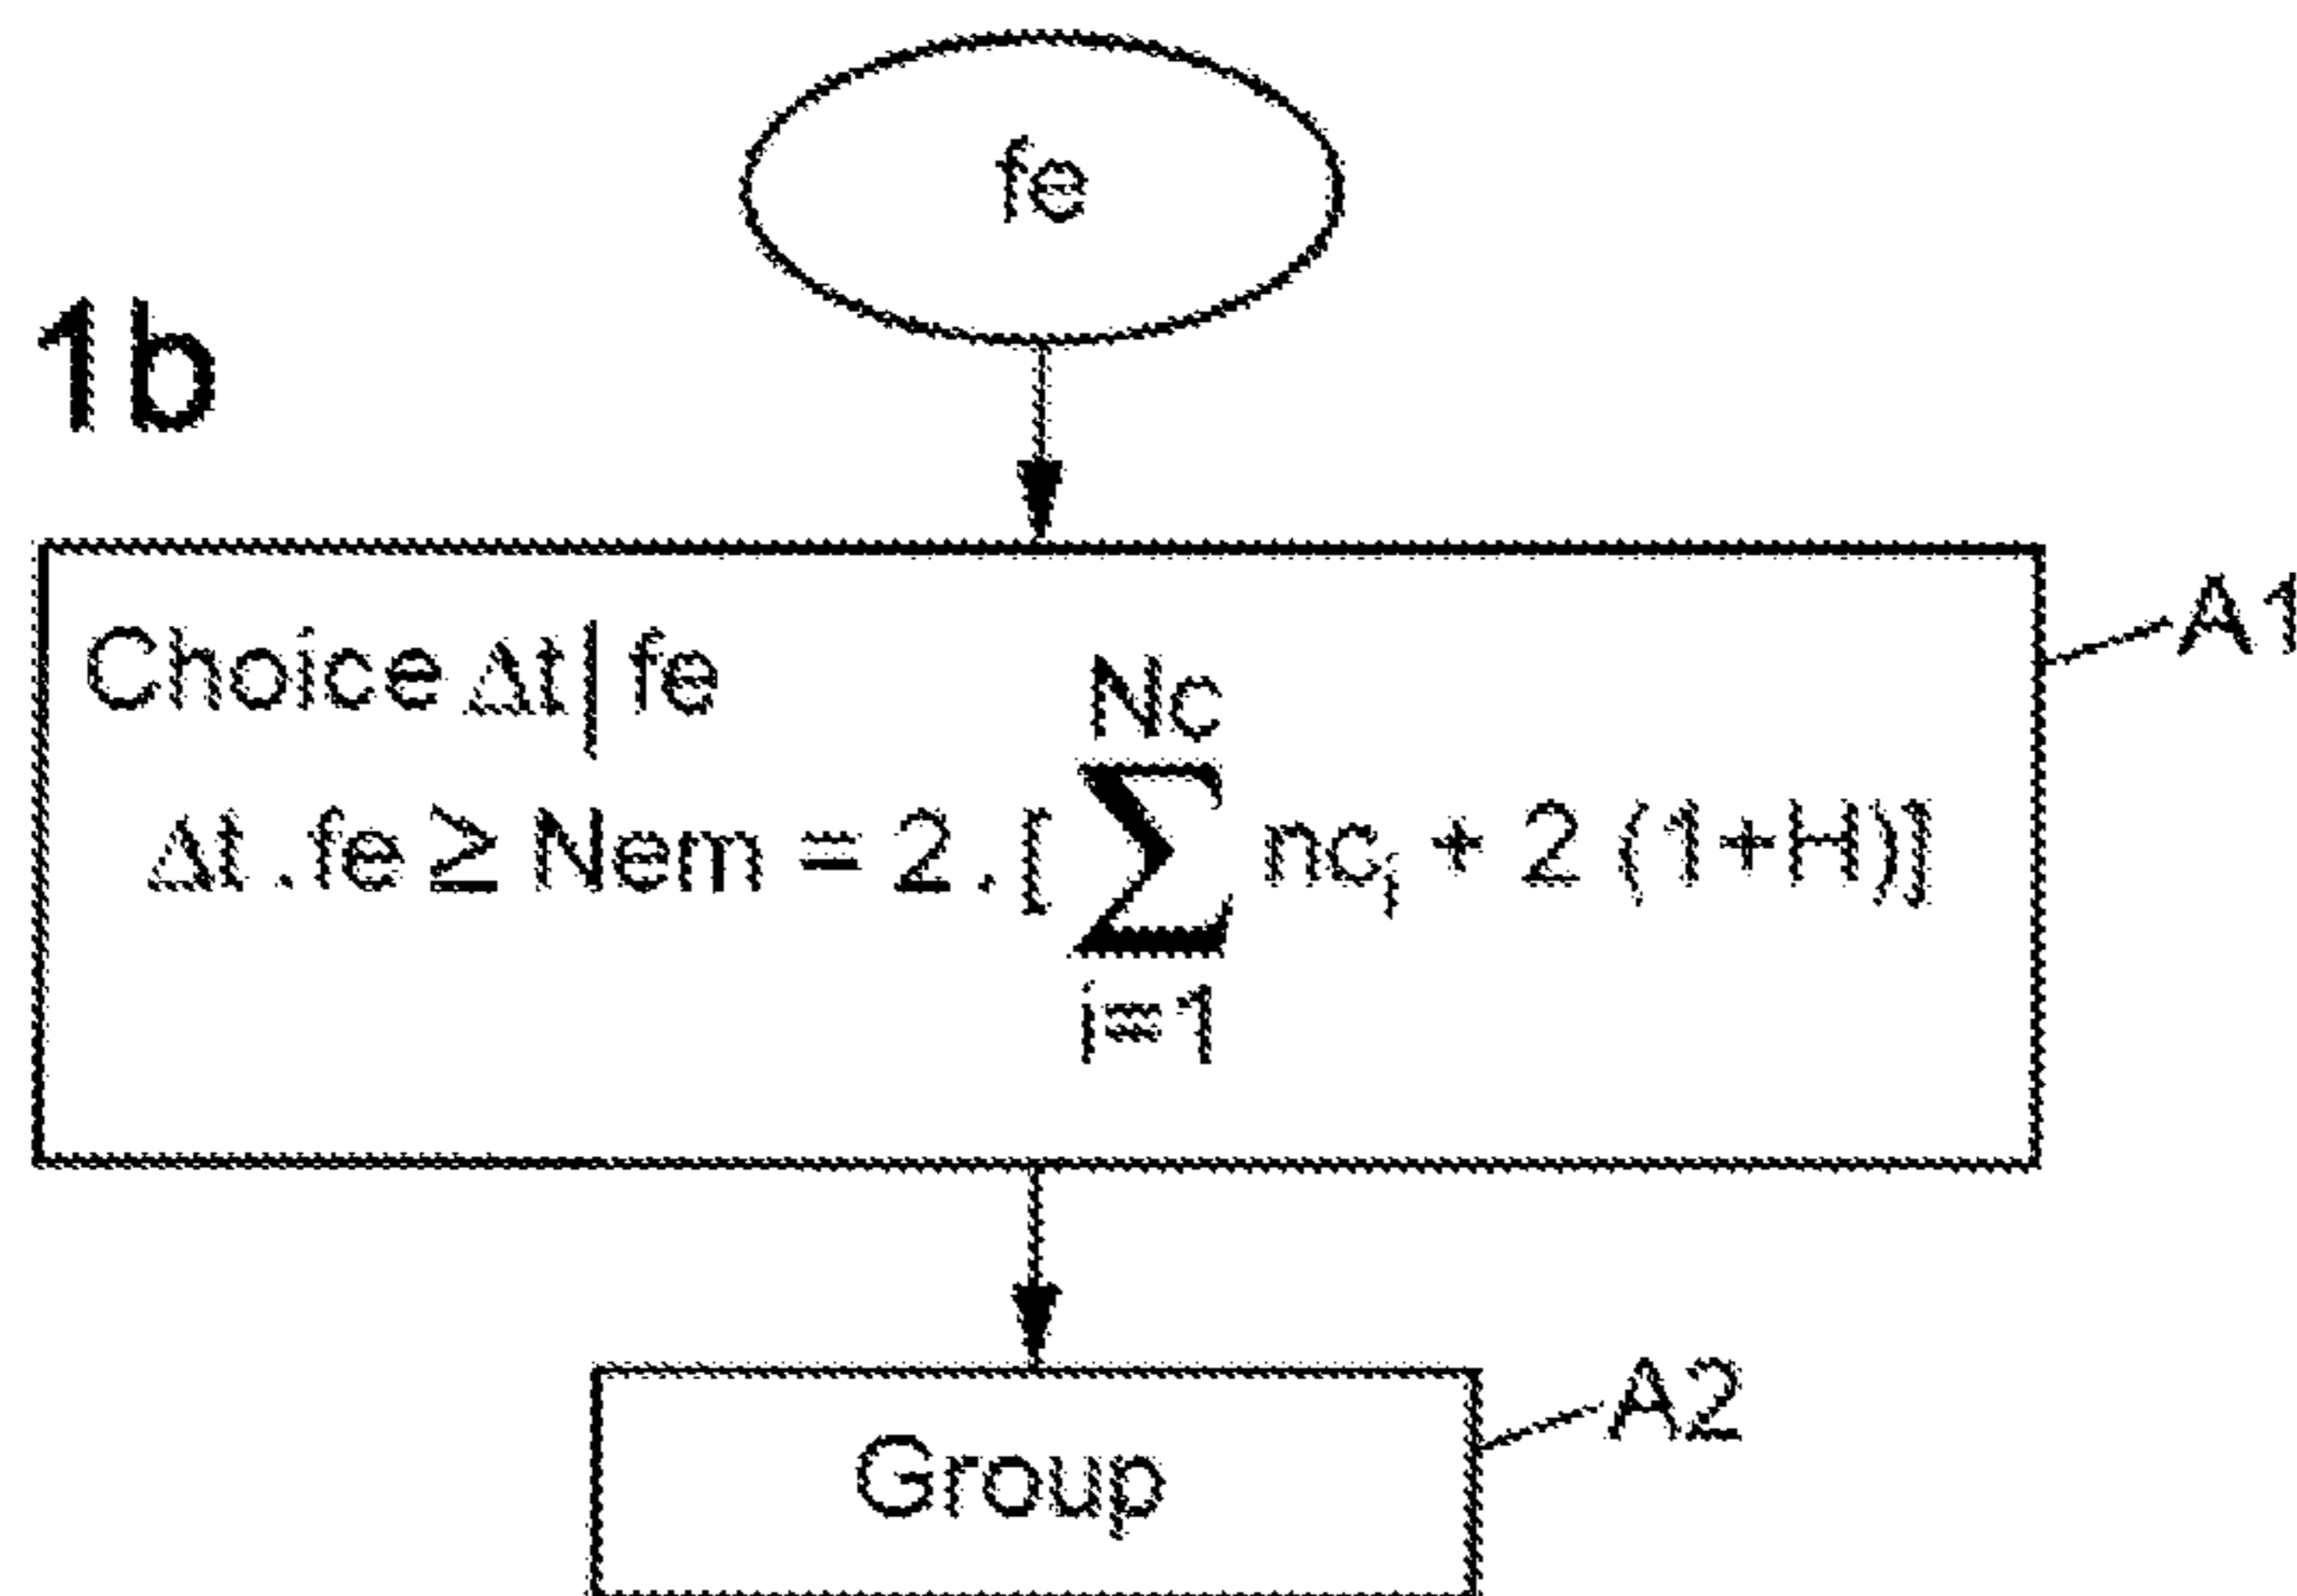 fe
1b
A1
Choice Δt | fe
Nc
Δt . fe ≥ Nem = 2 . [ ∑ nci + 2 (1+H)]
i=1
A2
Group